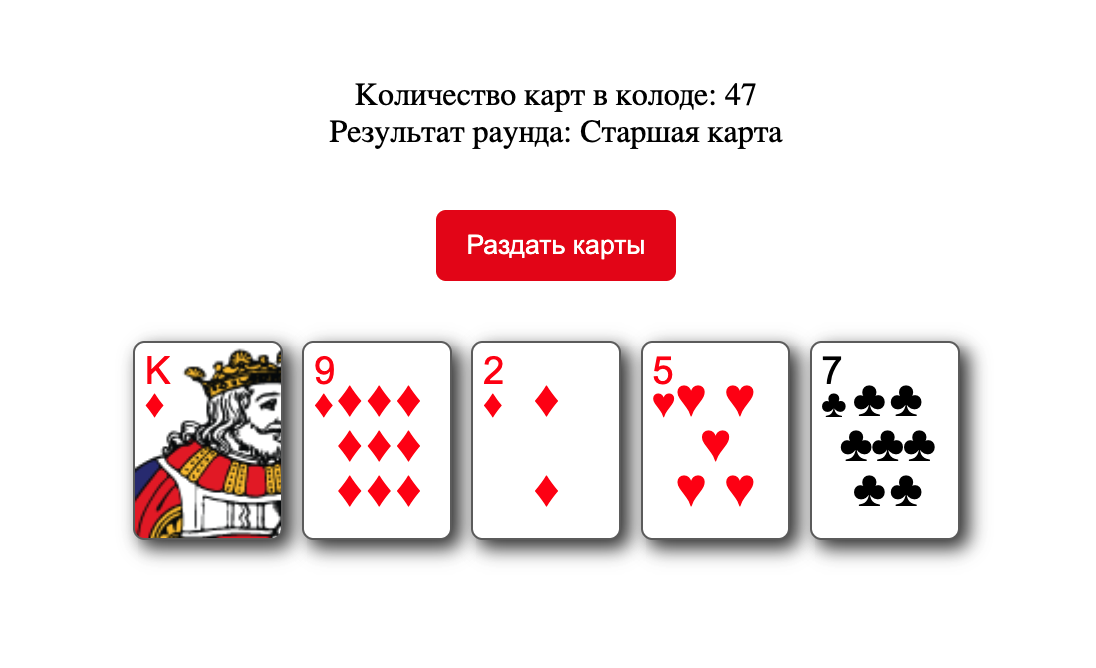 Количество карт в колоде: 47
Результат раунда: Старшая карта
Раздать карты
K 9 2 5 7